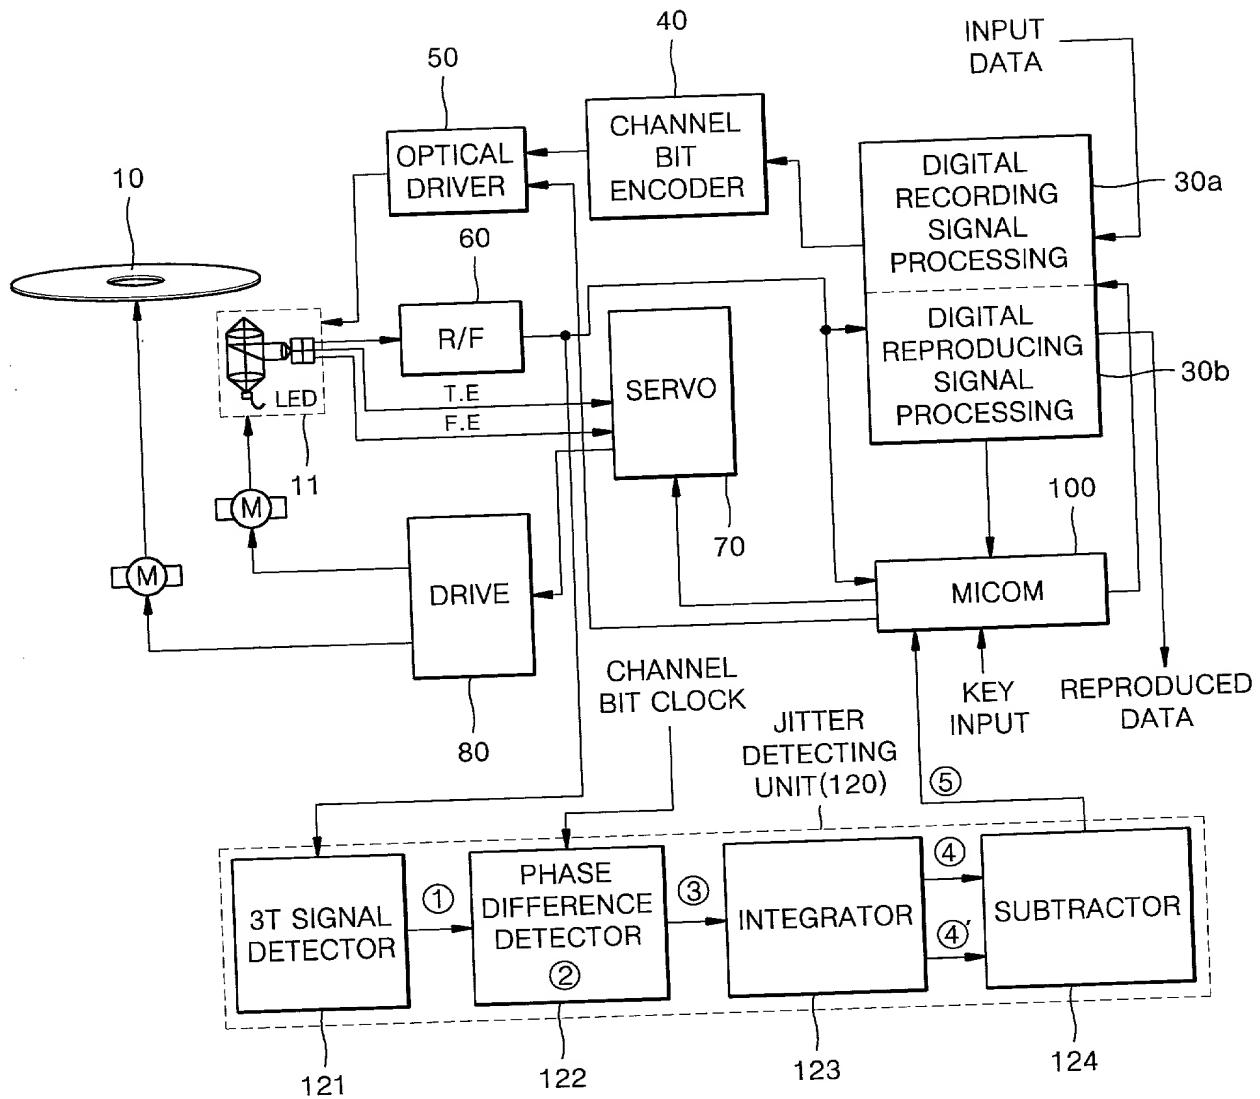 40
INPUT
DATA
50
CHANNEL
BIT
ENCODER
OPTICAL
DRIVER
DIGITAL
RECORDING
SIGNAL
PROCESSING
30a
10
60
R/F
DIGITAL
REPRODUCING
SIGNAL
PROCESSING
30b
SERVO
T.E
F.E
LED
11
M
70
100
M
DRIVE
MICOM
80
CHANNEL
BIT CLOCK
KEY
INPUT
REPRODUCED
DATA
JITTER
DETECTING
UNIT(120)
⑤
3T SIGNAL
DETECTOR
①
PHASE
DIFFERENCE
DETECTOR
②
③
INTEGRATOR
④
④′
SUBTRACTOR
121
122
123
124